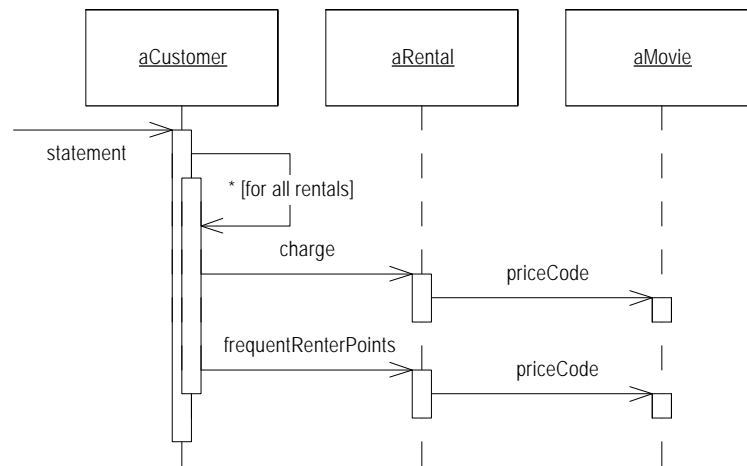 aCustomer
aRental
aMovie
statement
* [for all rentals]
charge
priceCode
frequentRenterPoints
priceCode